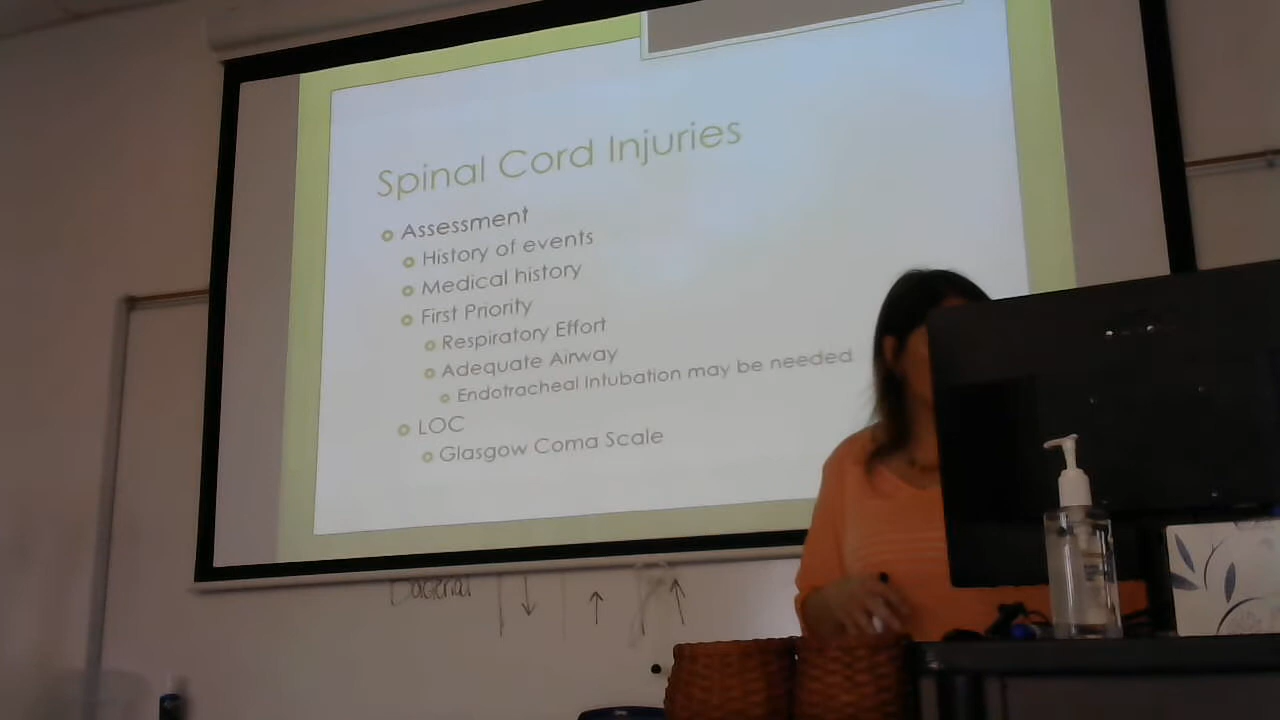 Spinal Cord Injuries
Assessment
History of events
Medical history
First Priority
Respiratory Effort
Adequate Airway
Endotracheal Intubation may be needed
LOC
Glasgow Coma Scale